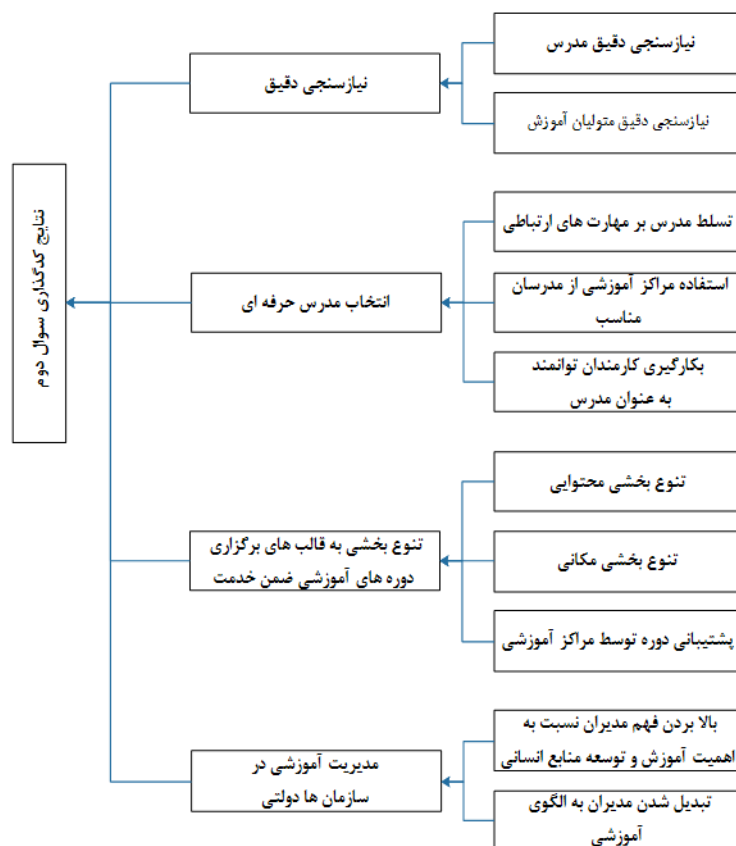 نیازسنجی دقیق مدرس
نیازسنجی دقیق متولیان آموزش
نیازسنجی دقیق
تسلط مدرس بر مهارت های ارتباطی
استفاده مراکز آموزشی از مدرسان
مناسب
بکارگیری کارمندان توانمند
به عنوان مدرس
انتخاب مدرس حرفه ای
تنوع بخشی محتوایی
تنوع بخشی مکانی
پشتیبانی دوره توسط مراکز آموزشی
تنوع بخشی به قالب های برگزاری
دوره های آموزشی ضمن خدمت
بالا بردن فهم مدیران نسبت به
اهمیت آموزش و توسعه منابع انسانی
تبدیل شدن مدیران به الگوی
آموزشی
مدیریت آموزشی در
سازمان ها دولتی
نتایج کدگذاری سوال دوم